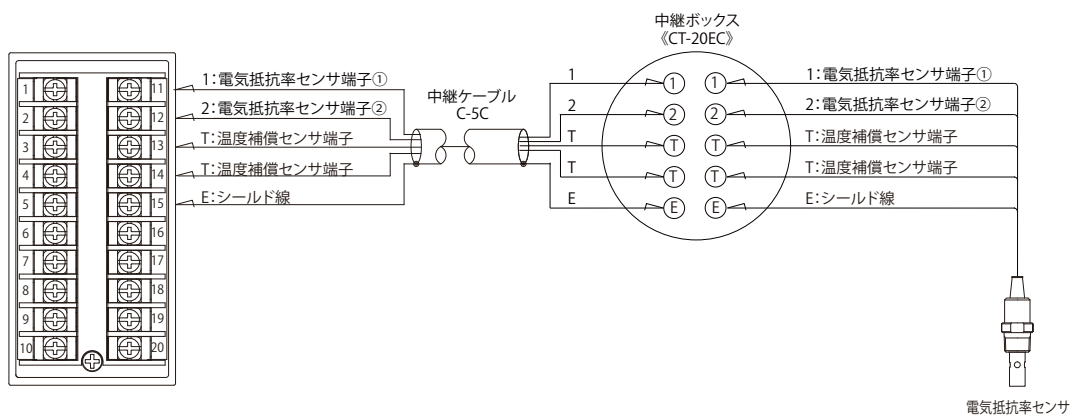 中継ボックス
《CT-20EC》
1
2
3
4
5
6
7
8
9
10
11
12
13
14
15
16
17
18
19
20
1：電気抵抗率センサ端子①
2：電気抵抗率センサ端子②
T：温度補償センサ端子
T：温度補償センサ端子
E：シールド線
中継ケーブル
C-5C
1
2
T
T
E
1 1
2 2
T T
T T
E E
1：電気抵抗率センサ端子①
2：電気抵抗率センサ端子②
T：温度補償センサ端子
T：温度補償センサ端子
E：シールド線
電気抵抗率センサ